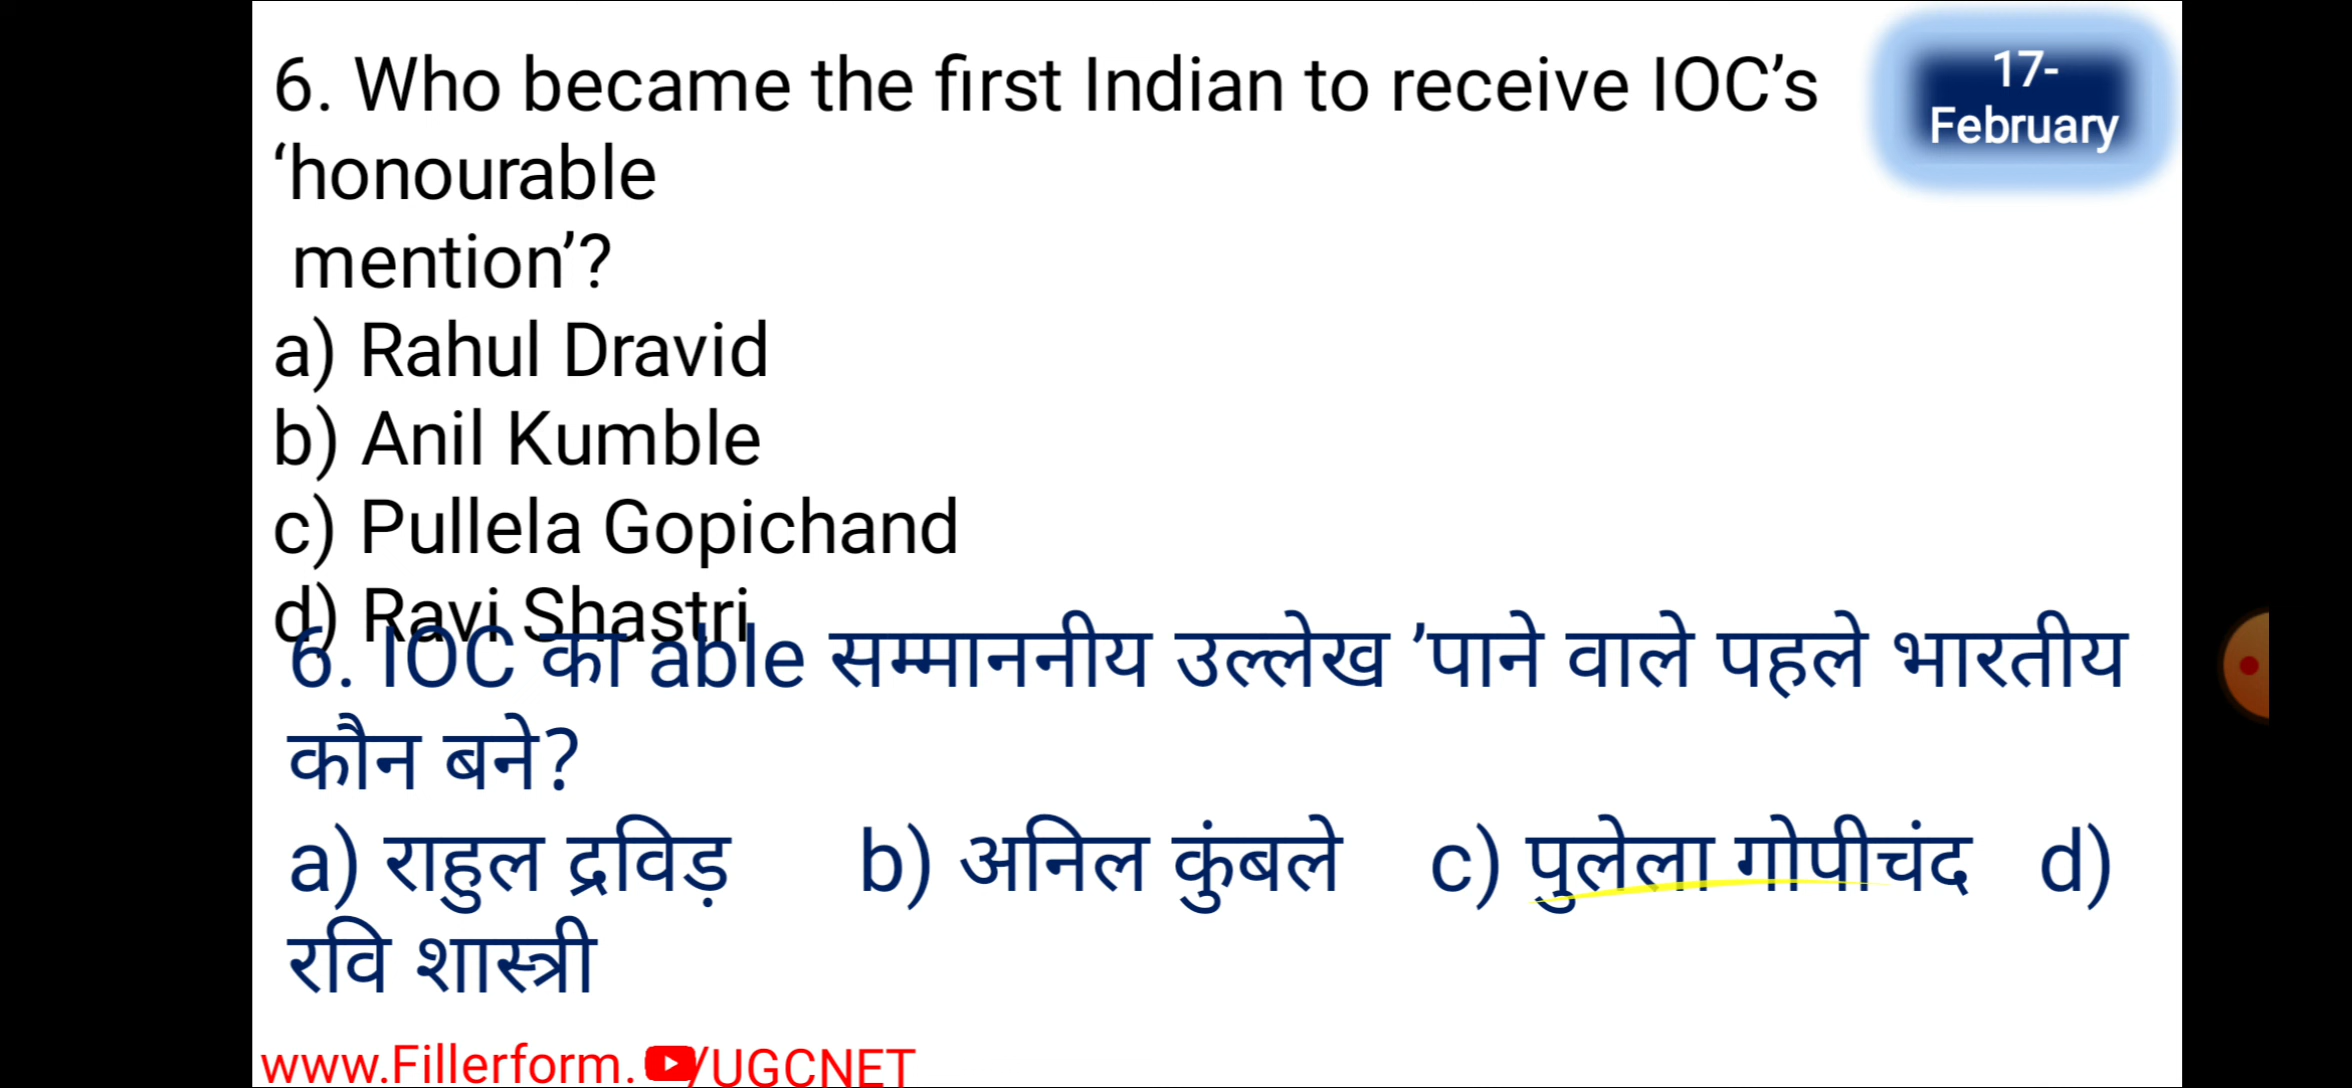 6. Who became the first Indian to receive IOC’s
‘honourable
mention’?
17-
February
a) Rahul Dravid
b) Anil Kumble
c) Pullela Gopichand
d) Ravi Shastri
6. IOC का able सम्माननीय उल्लेख ’पाने वाले पहले भारतीय
कौन बने?
a) राहुल द्रविड़ b) अनिल कुंबले c) पुलेला गोपीचंद d)
रवि शास्त्री
www.Fillerform. /UGCNET